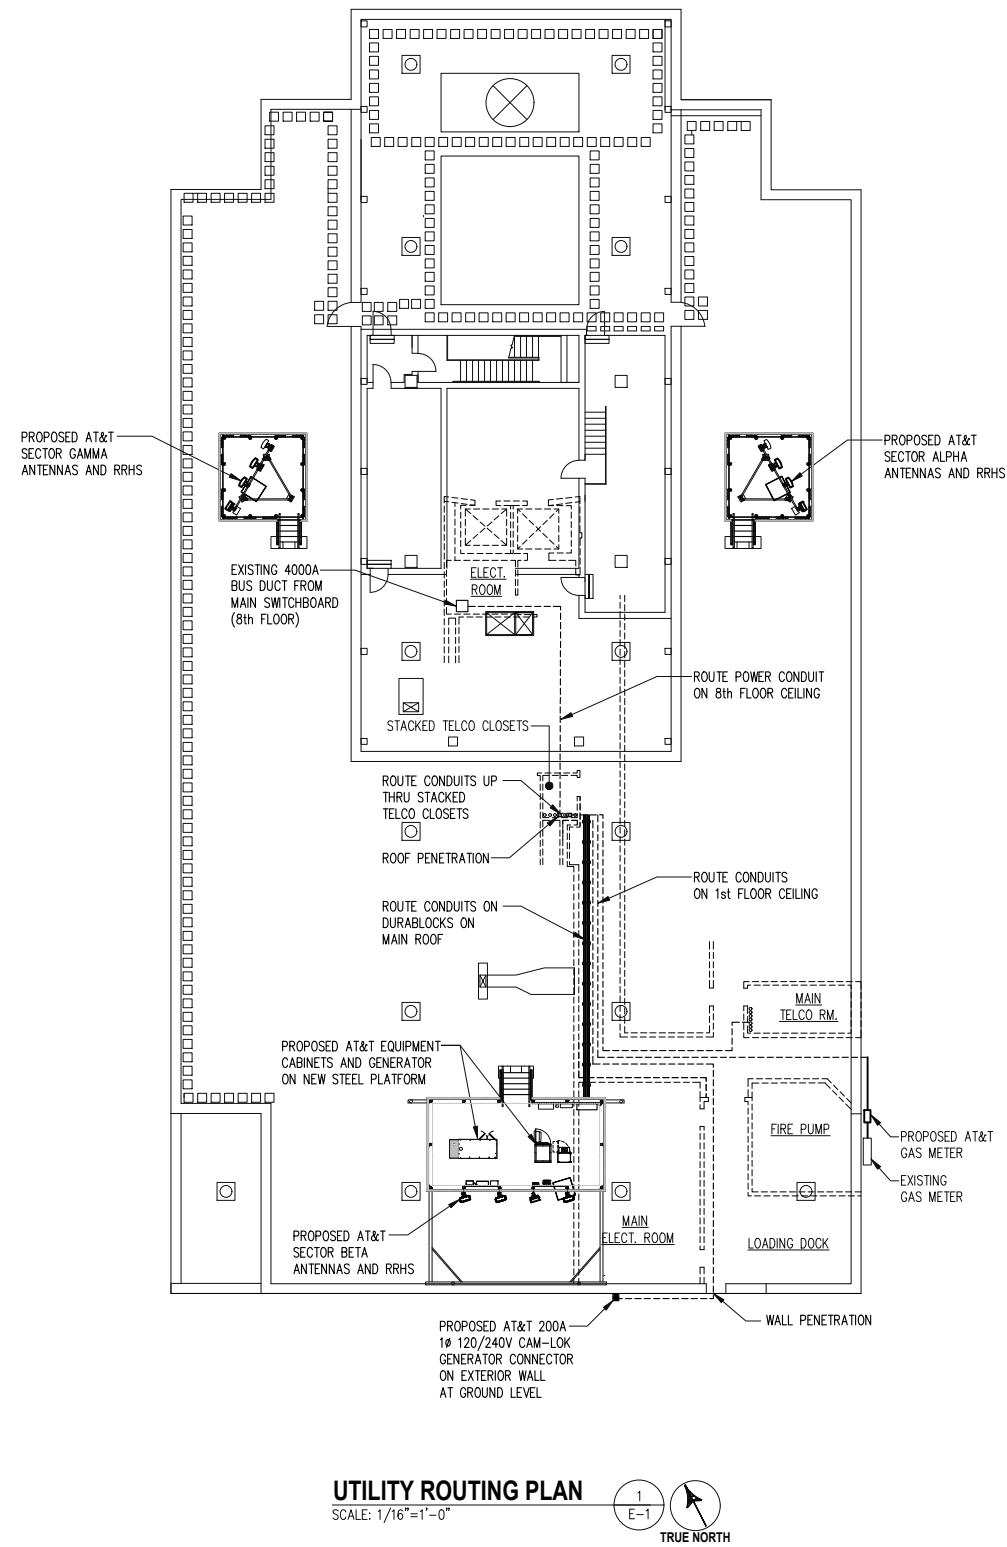 PROPOSED AT&T
SECTOR GAMMA
ANTENNAS AND RRHS
PROPOSED AT&T
SECTOR ALPHA
ANTENNAS AND RRHS
EXISTING 4000A
BUS DUCT FROM
MAIN SWITCHBOARD
(8th FLOOR)
ELECT.
ROOM
ROUTE POWER CONDUIT
ON 8th FLOOR CEILING
STACKED TELCO CLOSETS
ROUTE CONDUITS UP
THRU STACKED
TELCO CLOSETS
ROOF PENETRATION
ROUTE CONDUITS
ON 1st FLOOR CEILING
ROUTE CONDUITS ON
DURABLOCKS ON
MAIN ROOF
MAIN
TELCO RM.
PROPOSED AT&T EQUIPMENT
CABINETS AND GENERATOR
ON NEW STEEL PLATFORM
FIRE PUMP
PROPOSED AT&T
GAS METER
EXISTING
GAS METER
MAIN
ELECT. ROOM
LOADING DOCK
PROPOSED AT&T
SECTOR BETA
ANTENNAS AND RRHS
WALL PENETRATION
PROPOSED AT&T 200A
1ø 120/240V CAM-LOK
GENERATOR CONNECTOR
ON EXTERIOR WALL
AT GROUND LEVEL
UTILITY ROUTING PLAN
SCALE: 1/16"=1'-0"
1
E-1
TRUE NORTH